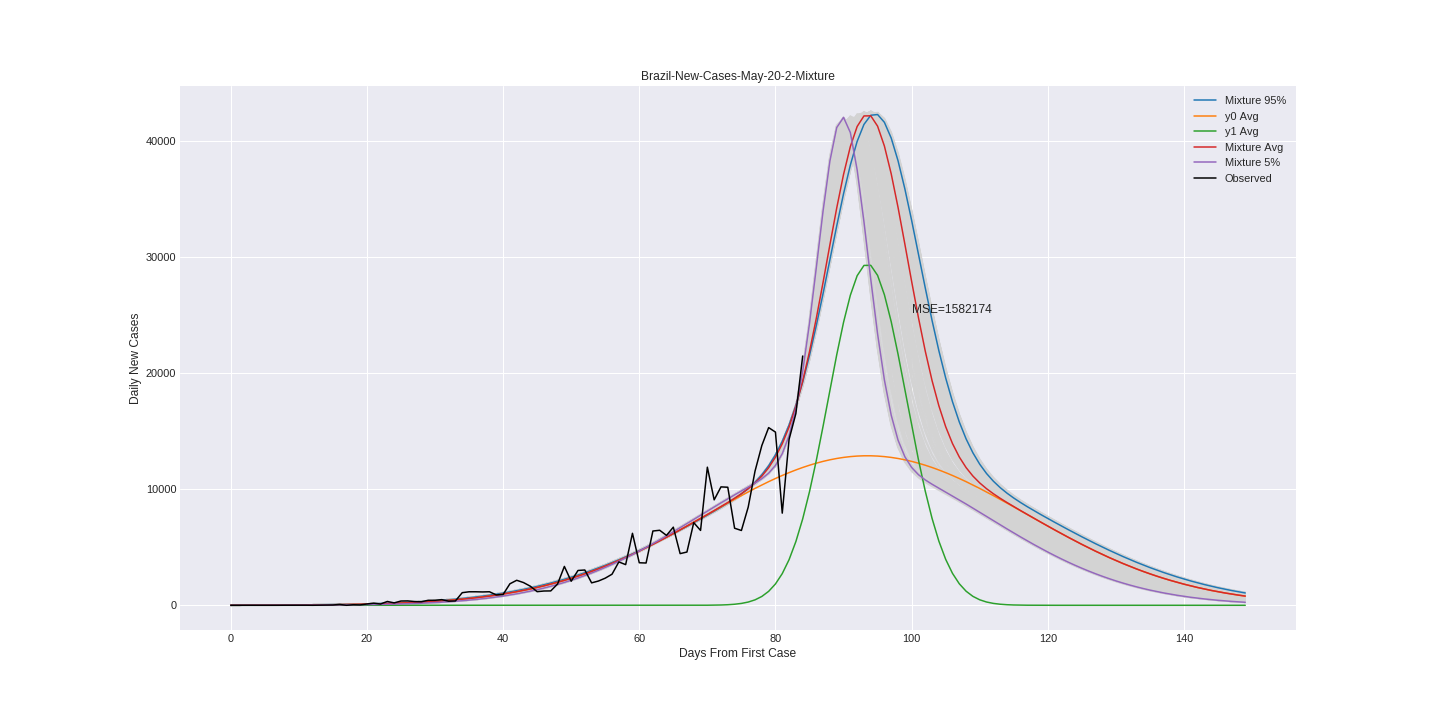 Brazil-New-Cases-May-20-2-Mixture
Mixture 95%
y0 Avg
y1 Avg
Mixture Avg
Mixture 5%
Observed
MSE=1582174
Daily New Cases
40000
30000
20000
10000
0
0 20 40 60 80 100 120 140
Days From First Case